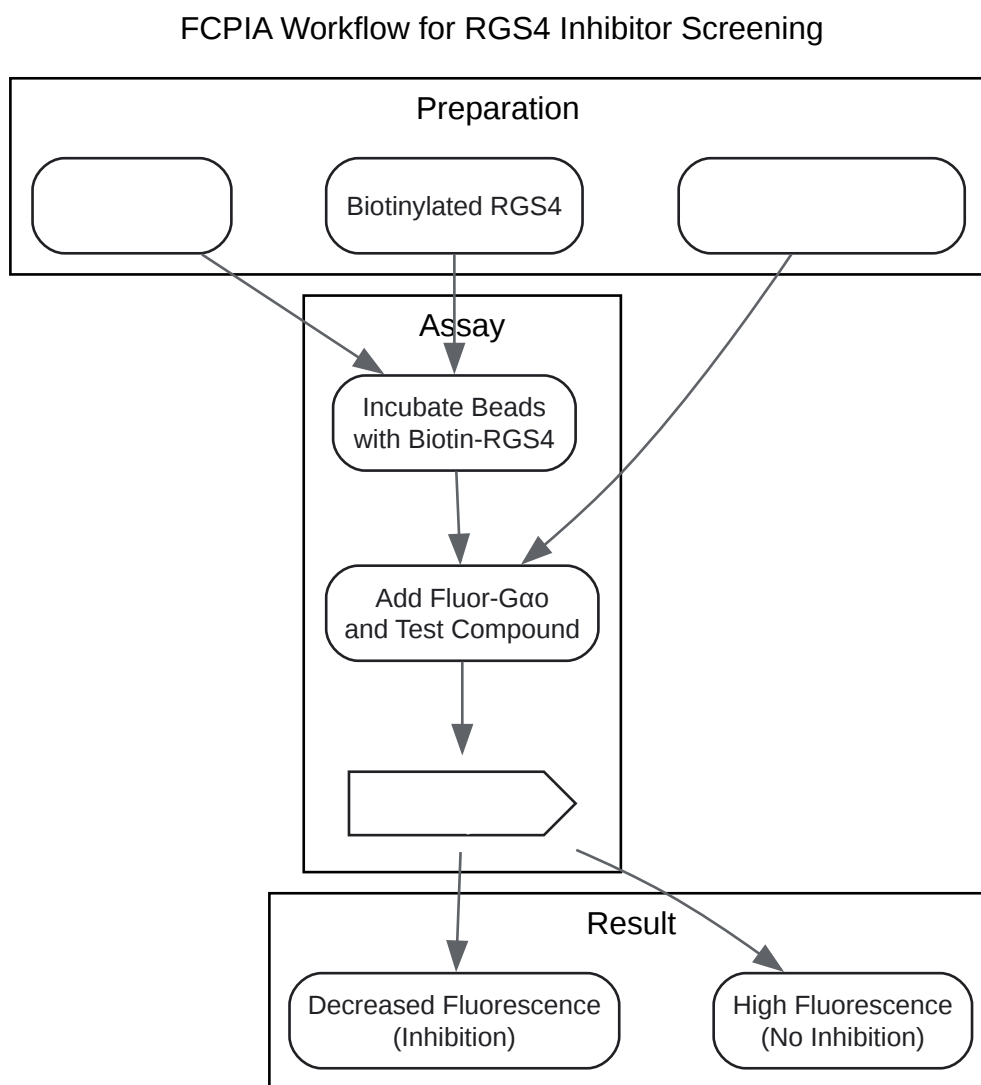 FCPIA Workflow for RGS4 Inhibitor Screening
Preparation
Biotinylated RGS4
Assay
Incubate Beads
with Biotin-RGS4
Add Fluor-Gαo
and Test Compound
Result
Decreased Fluorescence
(Inhibition)
High Fluorescence
(No Inhibition)